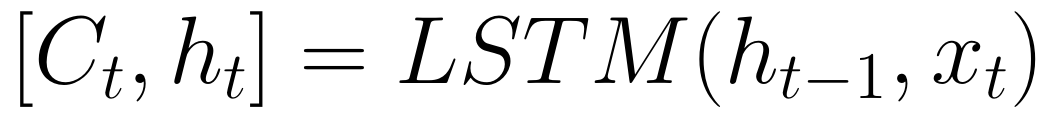 [C_t, h_t] = LSTM(h_{t-1}, x_t)